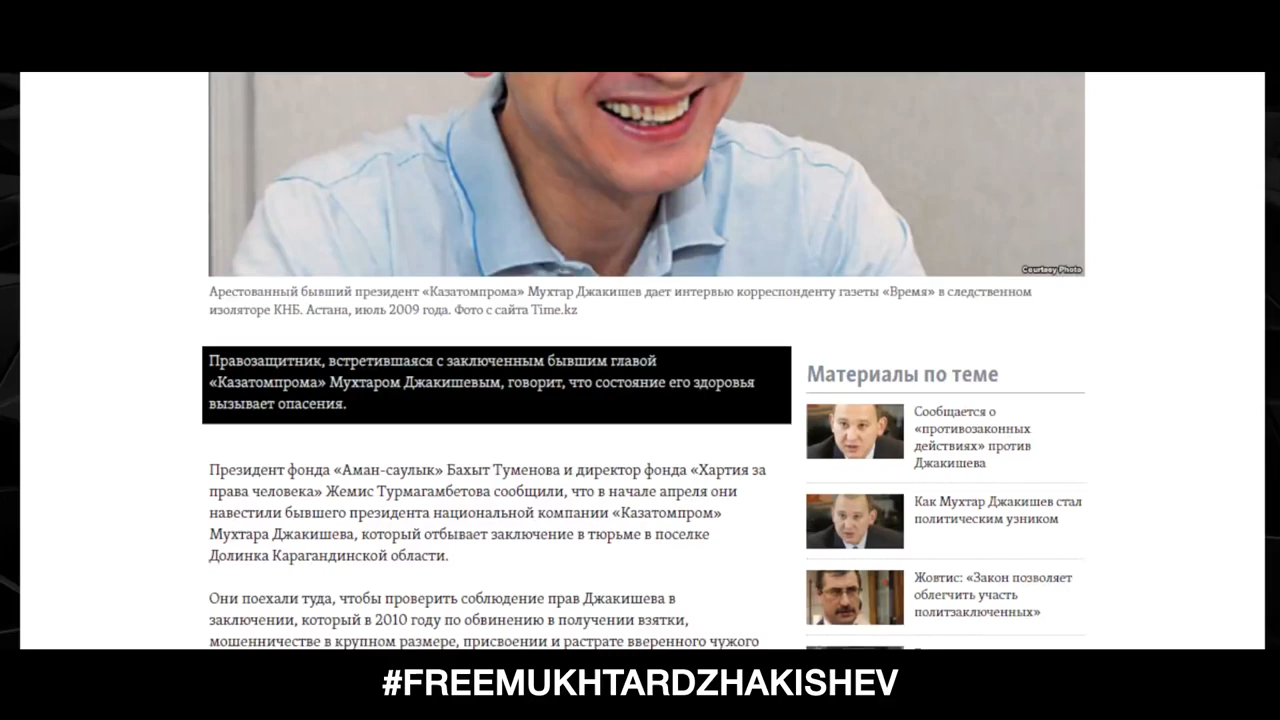 Courtesy Photo
Арестованный бывший президент «Казатомпрома» Мухтар Джакишев дает интервью корреспонденту газеты «Время» в следственном
изоляторе КНБ. Астана, июль 2009 года. Фото с сайта Time.kz
Правозащитник, встретившаяся с заключенным бывшим главой
«Казатомпрома» Мухтаром Джакишевым, говорит, что состояние его здоровья
вызывает опасения.
Президент фонда «Аман-саулык» Бахыт Туменова и директор фонда «Хартия за
права человека» Жемис Турмагамбетова сообщили, что в начале апреля они
навестили бывшего президента национальной компании «Казатомпром»
Мухтара Джакишева, который отбывает заключение в тюрьме в поселке
Долинка Карагандинской области.
Они поехали туда, чтобы проверить соблюдение прав Джакишева в
заключении, который в 2010 году по обвинению в получении взятки,
мошенничестве в крупном размере, присвоении и растрате вверенного чужого
Материалы по теме
Сообщается о
«противозаконных
действиях» против
Джакишева
Как Мухтар Джакишев стал
политическим узником
Жовтис: «Закон позволяет
облегчить участь
политзаключенных»
#FREEMUKHTARDZHAKISHEV